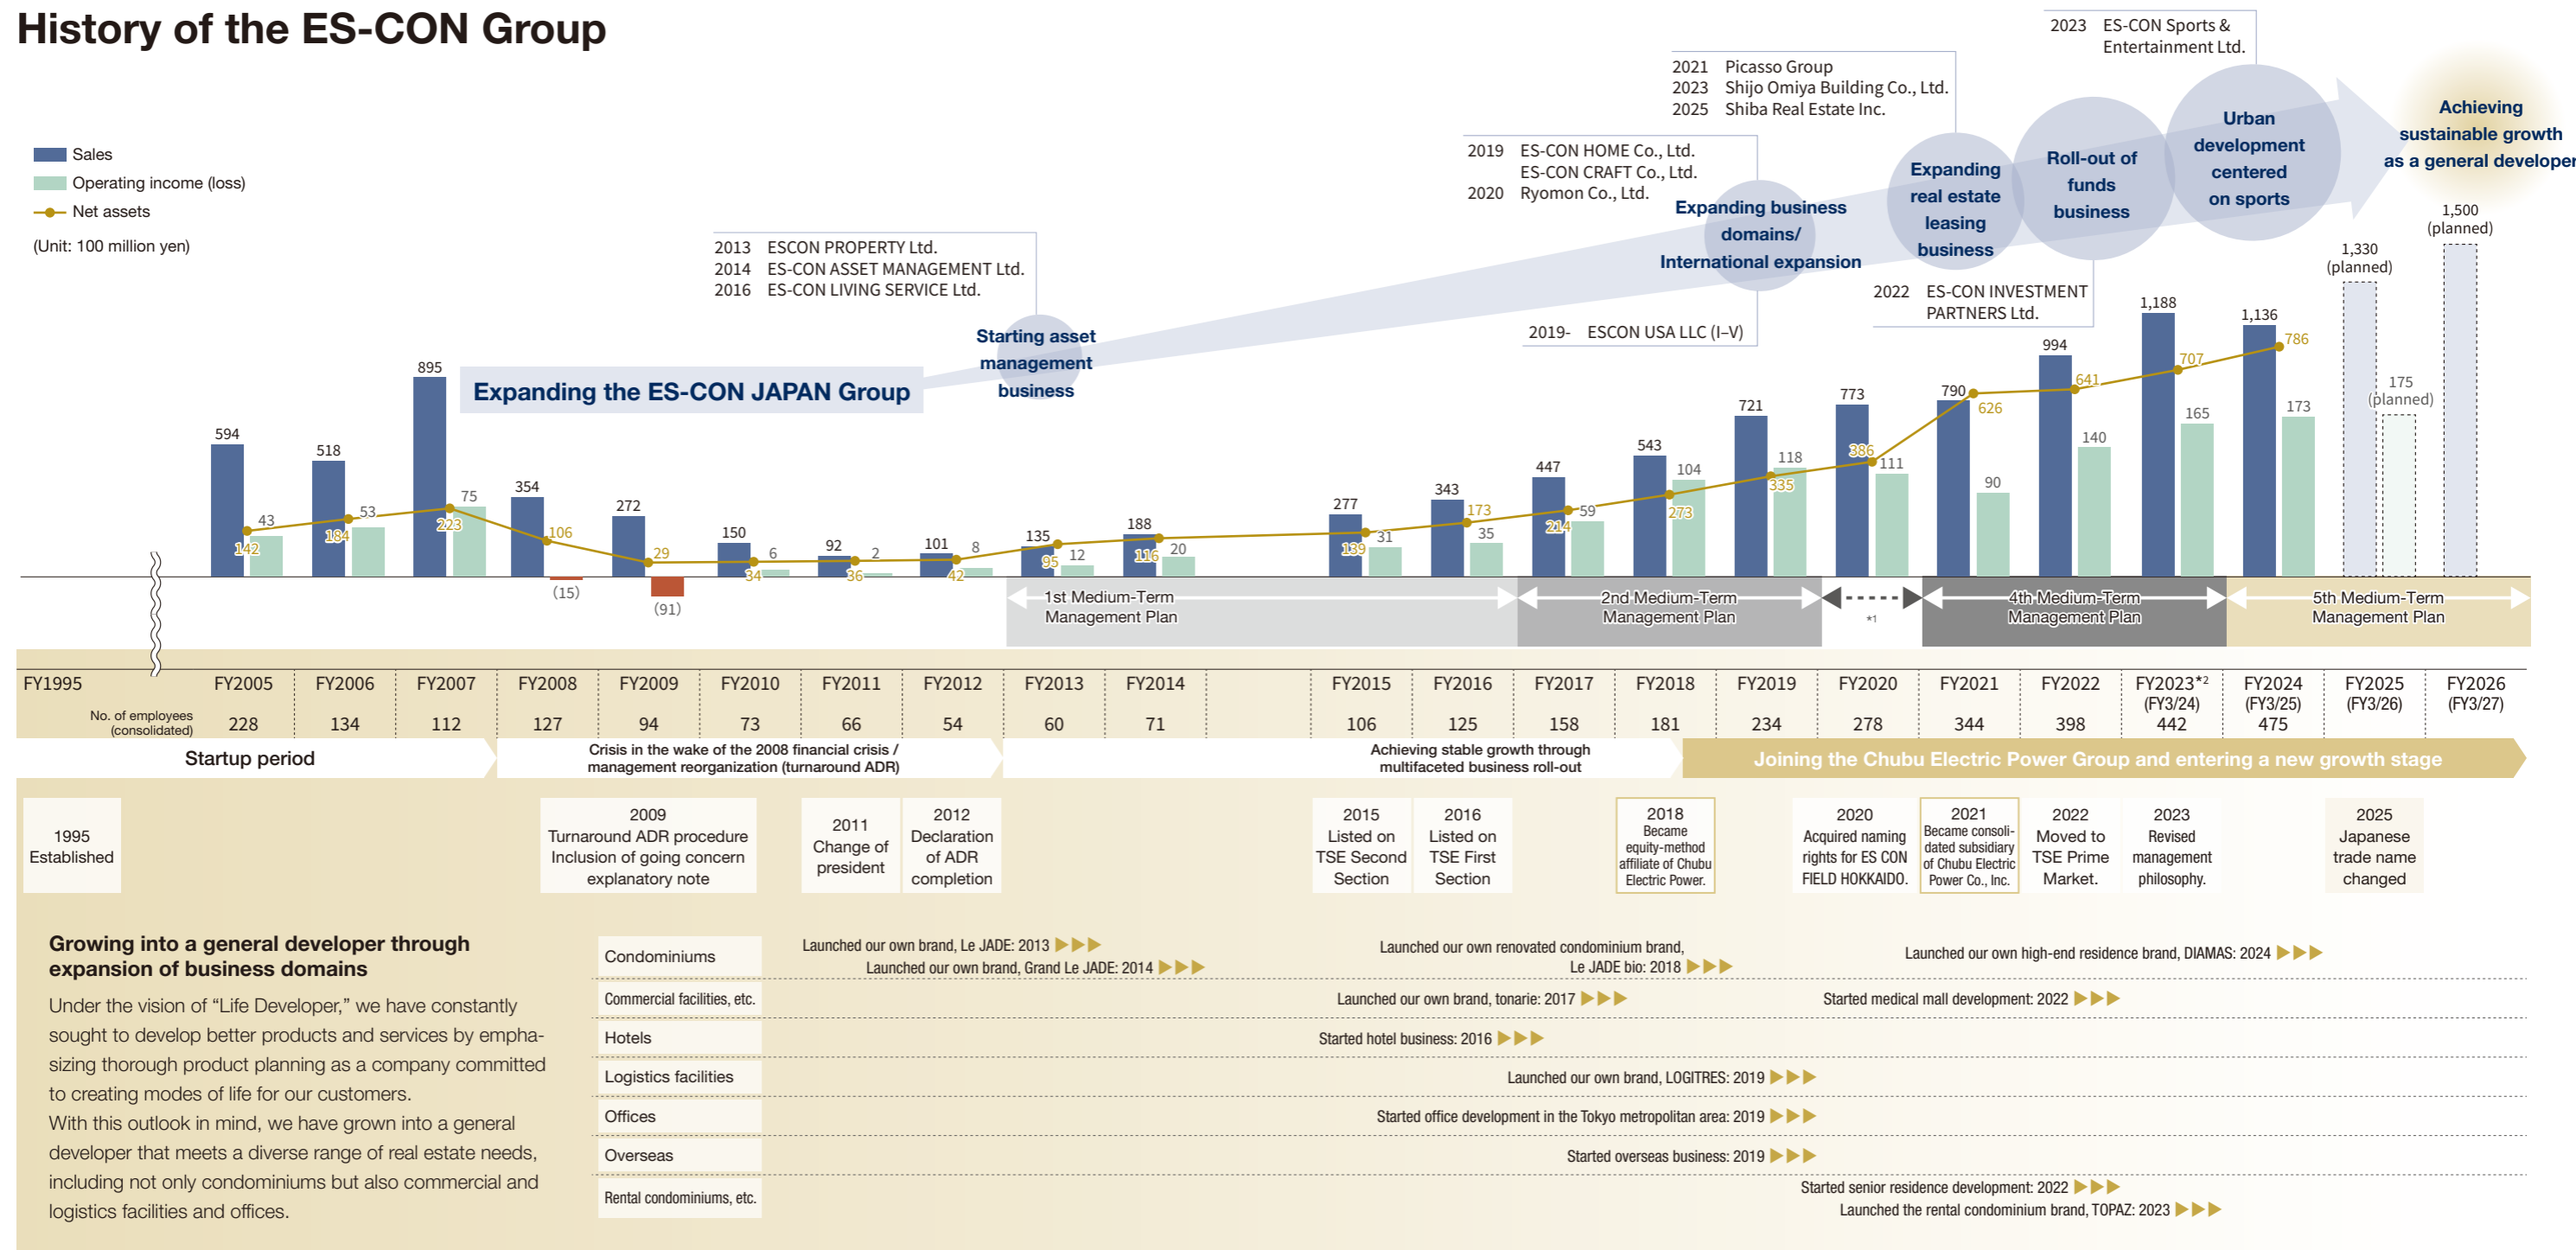 History of the ES-CON Group
Sales
Operating income (loss)
Net assets
(Unit: 100 million yen)
Expanding the ES-CON JAPAN Group
2013 ESCON PROPERTY Ltd.
2014 ES-CON ASSET MANAGEMENT Ltd.
2016 ES-CON LIVING SERVICE Ltd.
Starting asset
management
business
2019 ES-CON HOME Co., Ltd.
ES-CON CRAFT Co., Ltd.
2020 Ryomon Co., Ltd.
Expanding business
domains/
International expansion
2019- ESCON USA LLC (I–V)
2021 Picasso Group
2023 Shijo Omiya Building Co., Ltd.
2025 Shiba Real Estate Inc.
Expanding
real estate
leasing
business
Roll-out of
funds
business
2022 ES-CON INVESTMENT
PARTNERS Ltd.
2023 ES-CON Sports &
Entertainment Ltd.
Urban
development
centered
on sports
Achieving
sustainable growth
as a general developer
594
43
142
518
53
184
895
75
223
354
106
(15)
272
29
(91)
150
6
34
92
2
36
101
8
42
135
95
12
188
116
20
277
139
31
343
173
35
447
214
59
543
104
273
721
118
335
773
386
111
790
626
90
994
641
140
1,188
707
165
1,136
786
173
1,330
(planned)
175
(planned)
1,500
(planned)
1st Medium-Term
Management Plan
2nd Medium-Term
Management Plan
*1
4th Medium-Term
Management Plan
5th Medium-Term
Management Plan
FY1995 FY2005 FY2006 FY2007 FY2008 FY2009 FY2010 FY2011 FY2012 FY2013 FY2014 FY2015 FY2016 FY2017 FY2018 FY2019 FY2020 FY2021 FY2022 FY2023*2 FY2024 FY2025 FY2026
(FY3/24) (FY3/25) (FY3/26) (FY3/27)
No. of employees
(consolidated)
228 134 112 127 94 73 66 54 60 71 106 125 158 181 234 278 344 398 442 475
Startup period
Crisis in the wake of the 2008 financial crisis /
management reorganization (turnaround ADR)
Achieving stable growth through
multifaceted business roll-out
Joining the Chubu Electric Power Group and entering a new growth stage
1995
Established
2009
Turnaround ADR procedure
Inclusion of going concern
explanatory note
2011
Change of
president
2012
Declaration
of ADR
completion
2015
Listed on
TSE Second
Section
2016
Listed on
TSE First
Section
2018
Became
equity-method
affiliate of Chubu
Electric Power.
2020
Acquired naming
rights for ES CON
FIELD HOKKAIDO.
2021
Became consoli-
dated subsidiary
of Chubu Electric
Power Co., Inc.
2022
Moved to
TSE Prime
Market.
2023
Revised
management
philosophy.
2025
Japanese
trade name
changed
Growing into a general developer through
expansion of business domains
Under the vision of “Life Developer,” we have constantly
sought to develop better products and services by empha-
sizing thorough product planning as a company committed
to creating modes of life for our customers.
With this outlook in mind, we have grown into a general
developer that meets a diverse range of real estate needs,
including not only condominiums but also commercial and
logistics facilities and offices.
Condominiums
Launched our own brand, Le JADE: 2013
Launched our own brand, Grand Le JADE: 2014
Launched our own renovated condominium brand,
Le JADE bio: 2018
Launched our own high-end residence brand, DIAMAS: 2024
Commercial facilities, etc.
Launched our own brand, tonarie: 2017
Started medical mall development: 2022
Hotels
Started hotel business: 2016
Logistics facilities
Launched our own brand, LOGITRES: 2019
Offices
Started office development in the Tokyo metropolitan area: 2019
Overseas
Started overseas business: 2019
Rental condominiums, etc.
Started senior residence development: 2022
Launched the rental condominium brand, TOPAZ: 2023